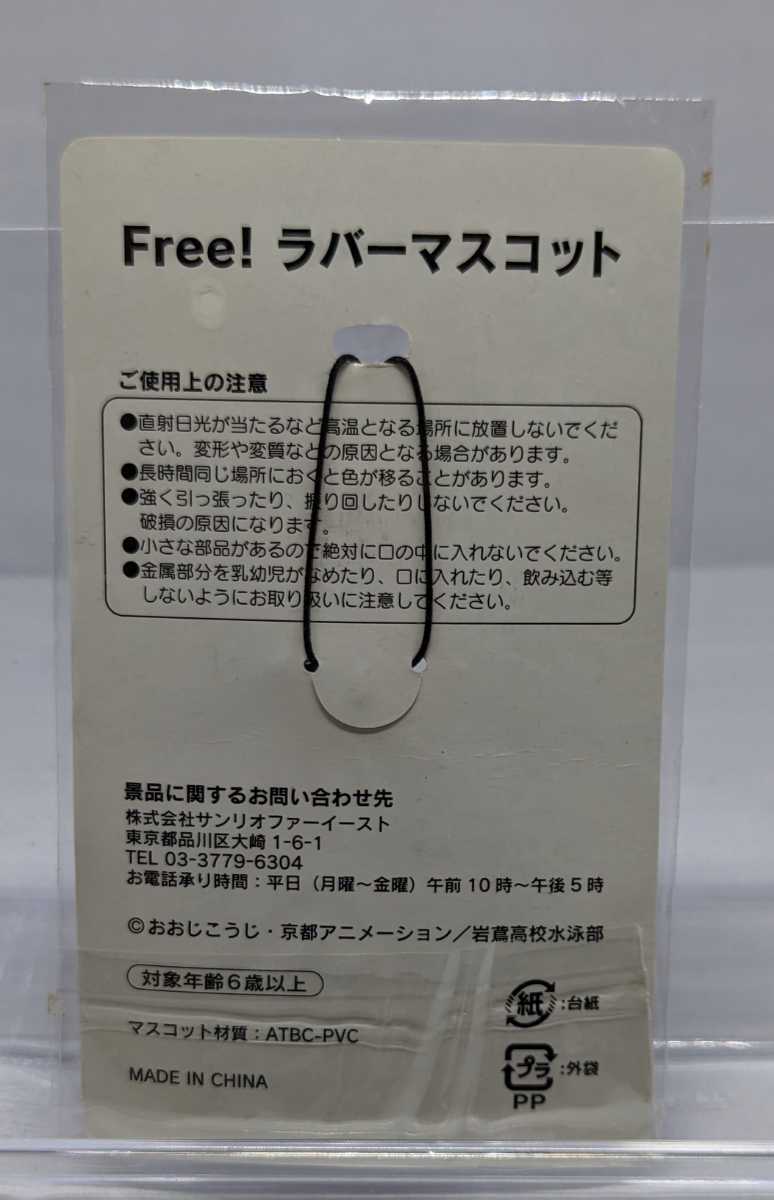 Free! ラバーマスコット
ご使用上の注意
●直射日光が当たるなど高温となる場所に放置しないでくだ
さい。変形や変質などの原因となる場合があります。
●長時間同じ場所におくと色が移ることがあります。
●強く引っ張ったり、振り回したりしないでください。
破損の原因になります。
●小さな部品があるので絶対に口の中に入れないでください。
●金属部分を乳幼児がなめたり、口に入れたり、飲み込む等
しないようにお取り扱いに注意してください。
景品に関するお問い合わせ先
株式会社サンリオファーイースト
東京都品川区大崎 1-6-1
TEL 03-3779-6304
お電話承り時間：平日（月曜～金曜）午前 10 時～午後 5 時
©おおじこうじ・京都アニメーション／岩鳶高校水泳部
対象年齢6歳以上
紙：台紙
マスコット材質：ATBC-PVC
プラ：外袋
MADE IN CHINA
PP